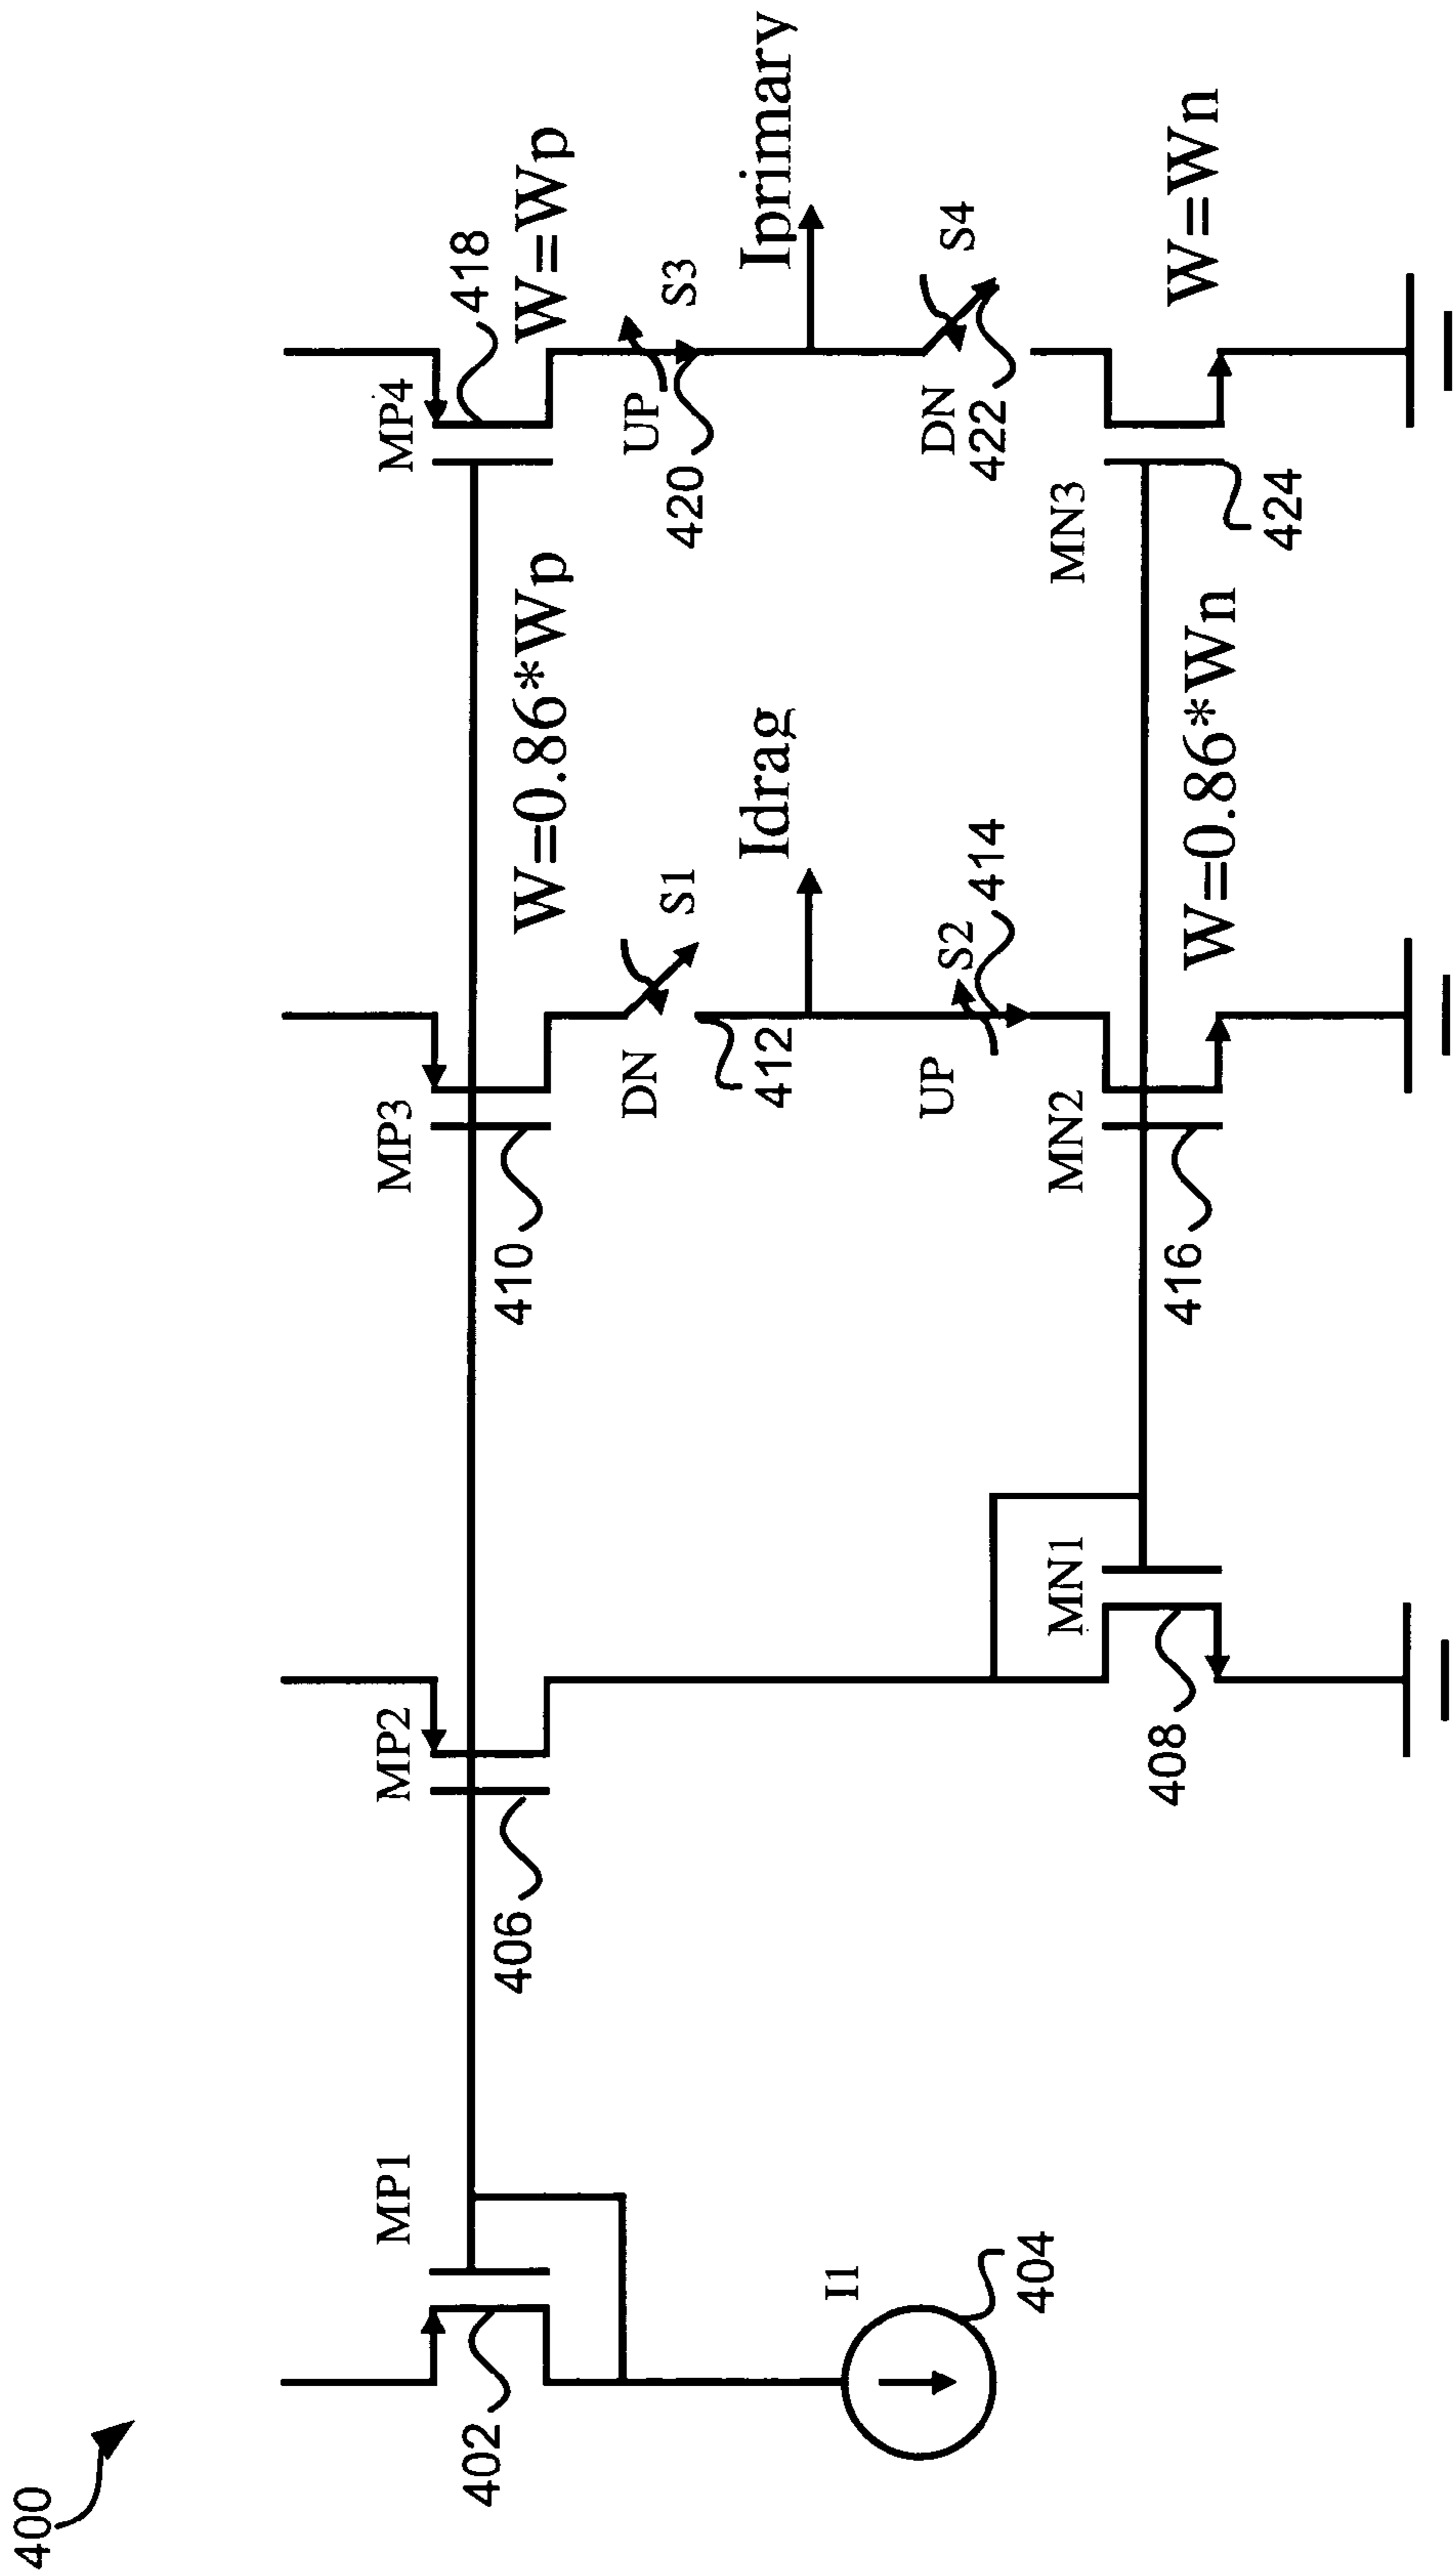 400
MP1
402
I1
404
MP2
406
MN1
408
MP3
410
W=0.86*Wp
DN
S1
412
Idrag
UP
S2
414
MN2
416
W=0.86*Wn
MP4
418
W=Wp
UP
S3
420
Iprimary
DN
S4
422
MN3
424
W=Wn